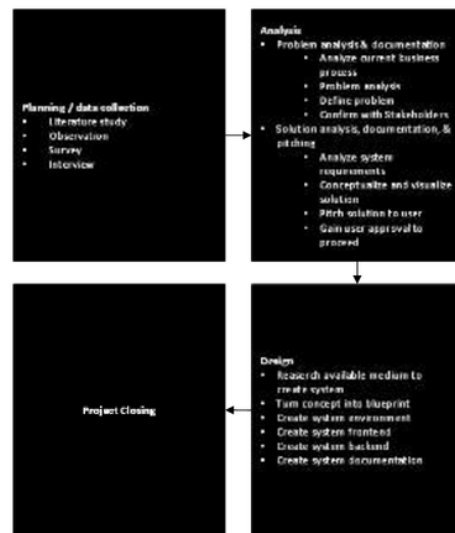 Planning / data collection
• Literature study
• Observation
• Survey
• Interview
Analysis
• Problem analysis & documentation
• Analyze current business
process
• Problem analysis
• Define problem
• Confirm with Stakeholders
• Solution analysis, documentation, &
pitching
• Analyze system
requirements
• Conceptualize and visualize
solution
• Pitch solution to user
• Gain user approval to
proceed
Design
• Reaserch available medium to
create system
• Turn concept into blueprint
• Create system environment
• Create system frontend
• Create system backend
• Create system documentation
Project Closing